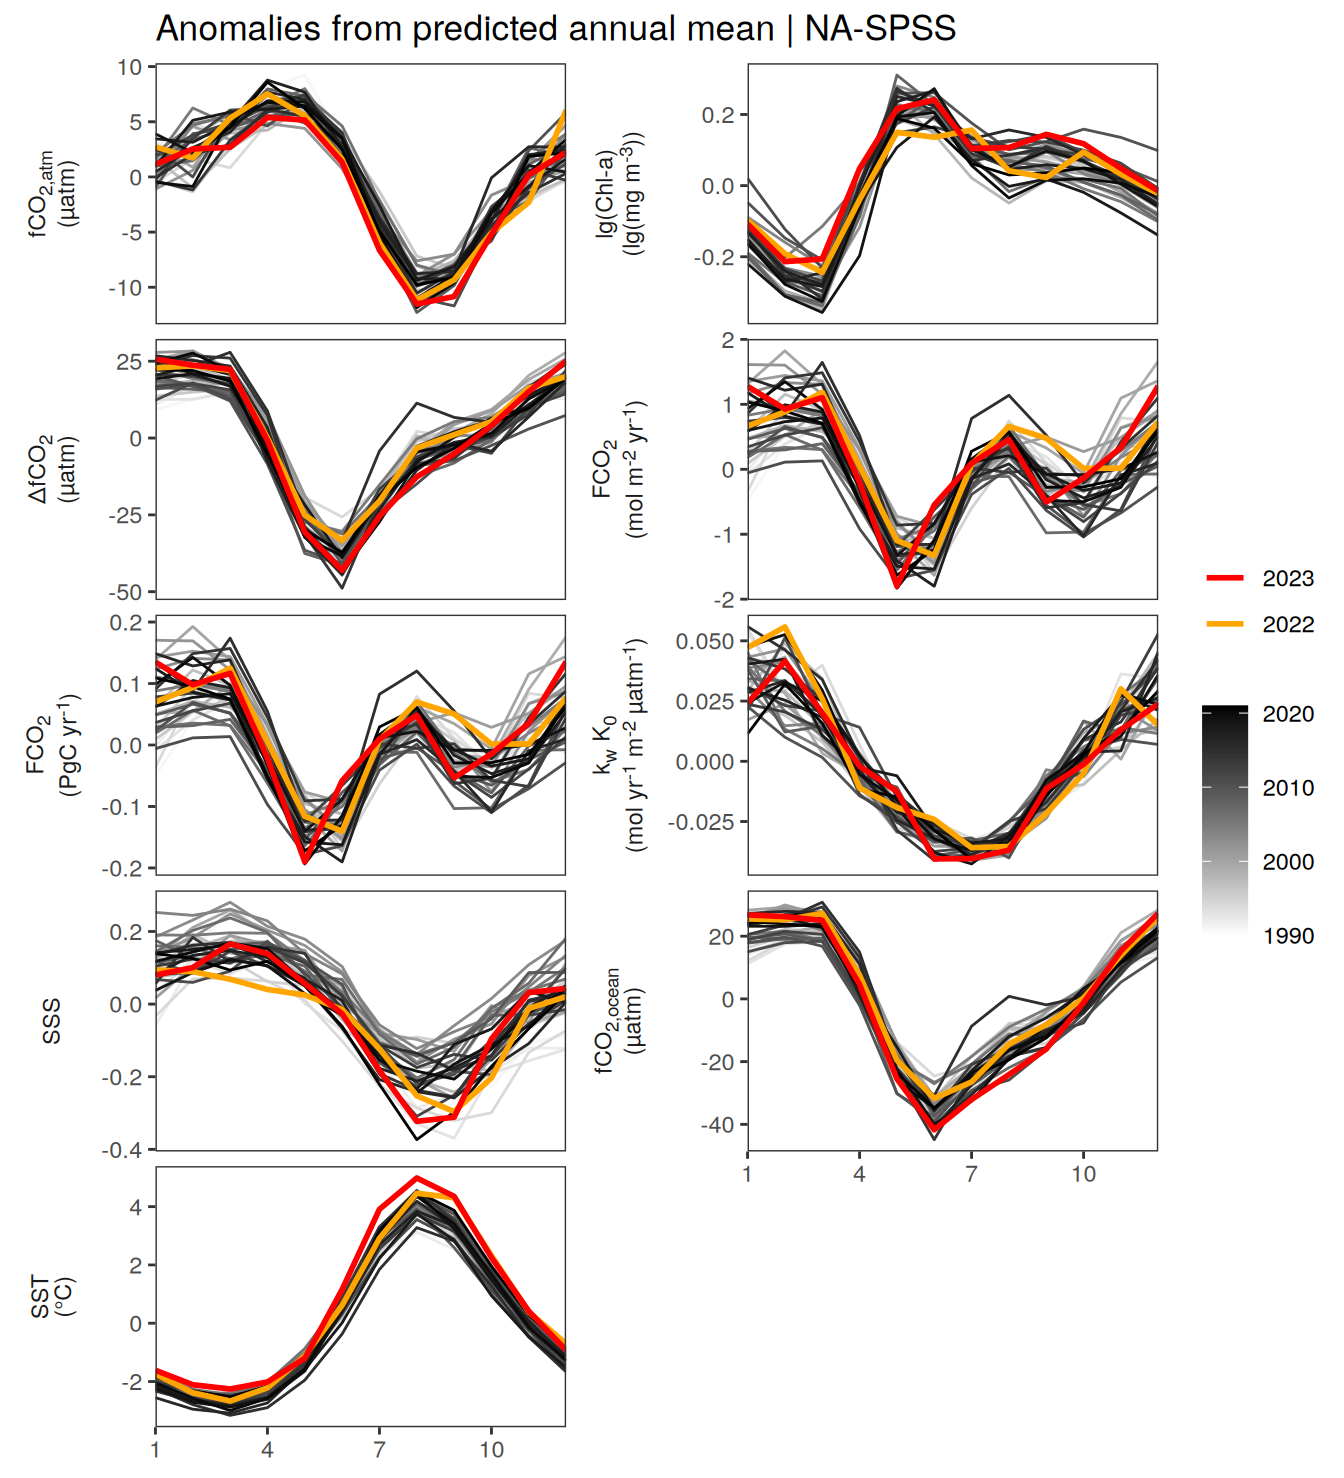 Anomalies from predicted annual mean | NA-SPSS
fCO2,atm
(µatm)
10
5
0
-5
-10
lg(Chl-a)
(lg(mg m-3))
0.2
0.0
-0.2
ΔfCO2
(µatm)
25
0
-25
-50
FCO2
(mol m-2 yr-1)
2
1
0
-1
-2
FCO2
(PgC yr-1)
0.2
0.1
0.0
-0.1
-0.2
kw K0
(mol yr-1 m-2 µatm-1)
0.050
0.025
0.000
-0.025
SSS
0.2
0.0
-0.2
-0.4
fCO2,ocean
(µatm)
20
0
-20
-40
1 4 7 10
SST
(°C)
4
2
0
-2
1 4 7 10
2023
2022
2020
2010
2000
1990